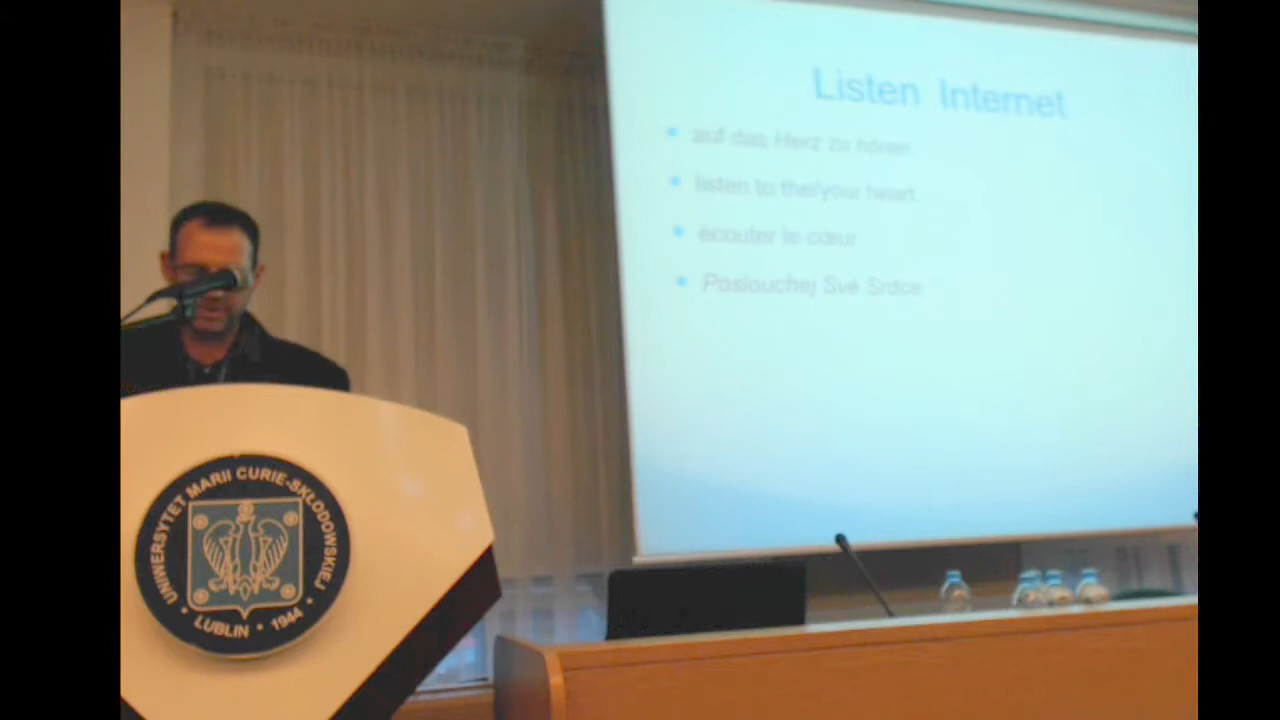 Listen Internet
auf das Herz zu hören
listen to the/your heart
écouter le cœur
Poslouchej Své Srdce
UNIWERSYTET MARII CURIE-SKŁODOWSKIEJ
LUBLIN • 1944